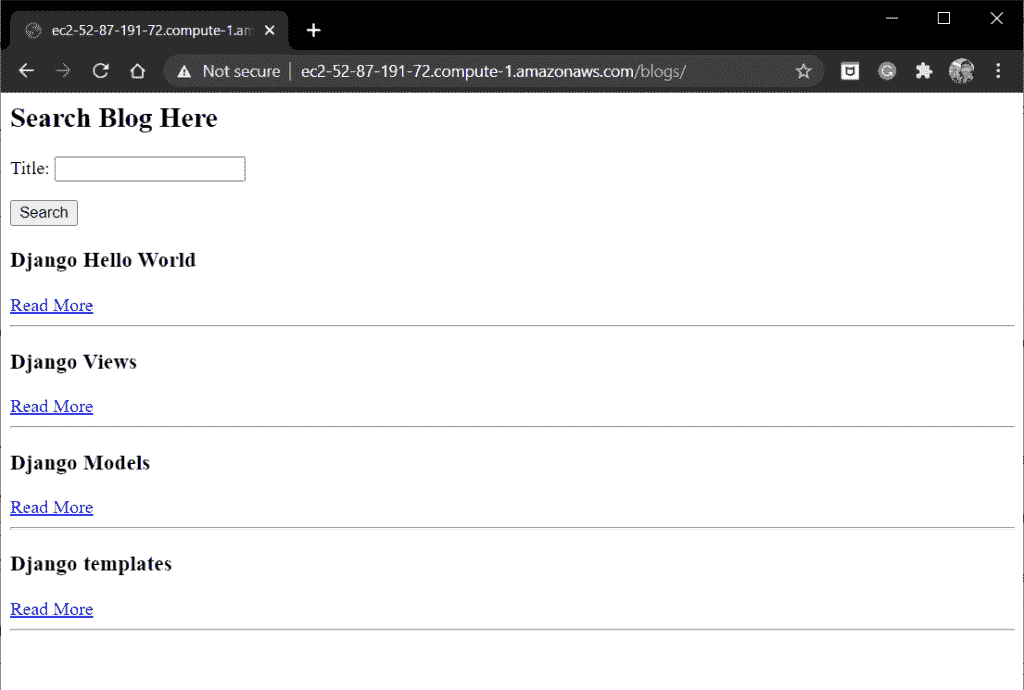 ec2-52-87-191-72.compute-1.am
Not secure | ec2-52-87-191-72.compute-1.amazonaws.com/blogs/
Search Blog Here
Title:
Search
Django Hello World
Read More
Django Views
Read More
Django Models
Read More
Django templates
Read More